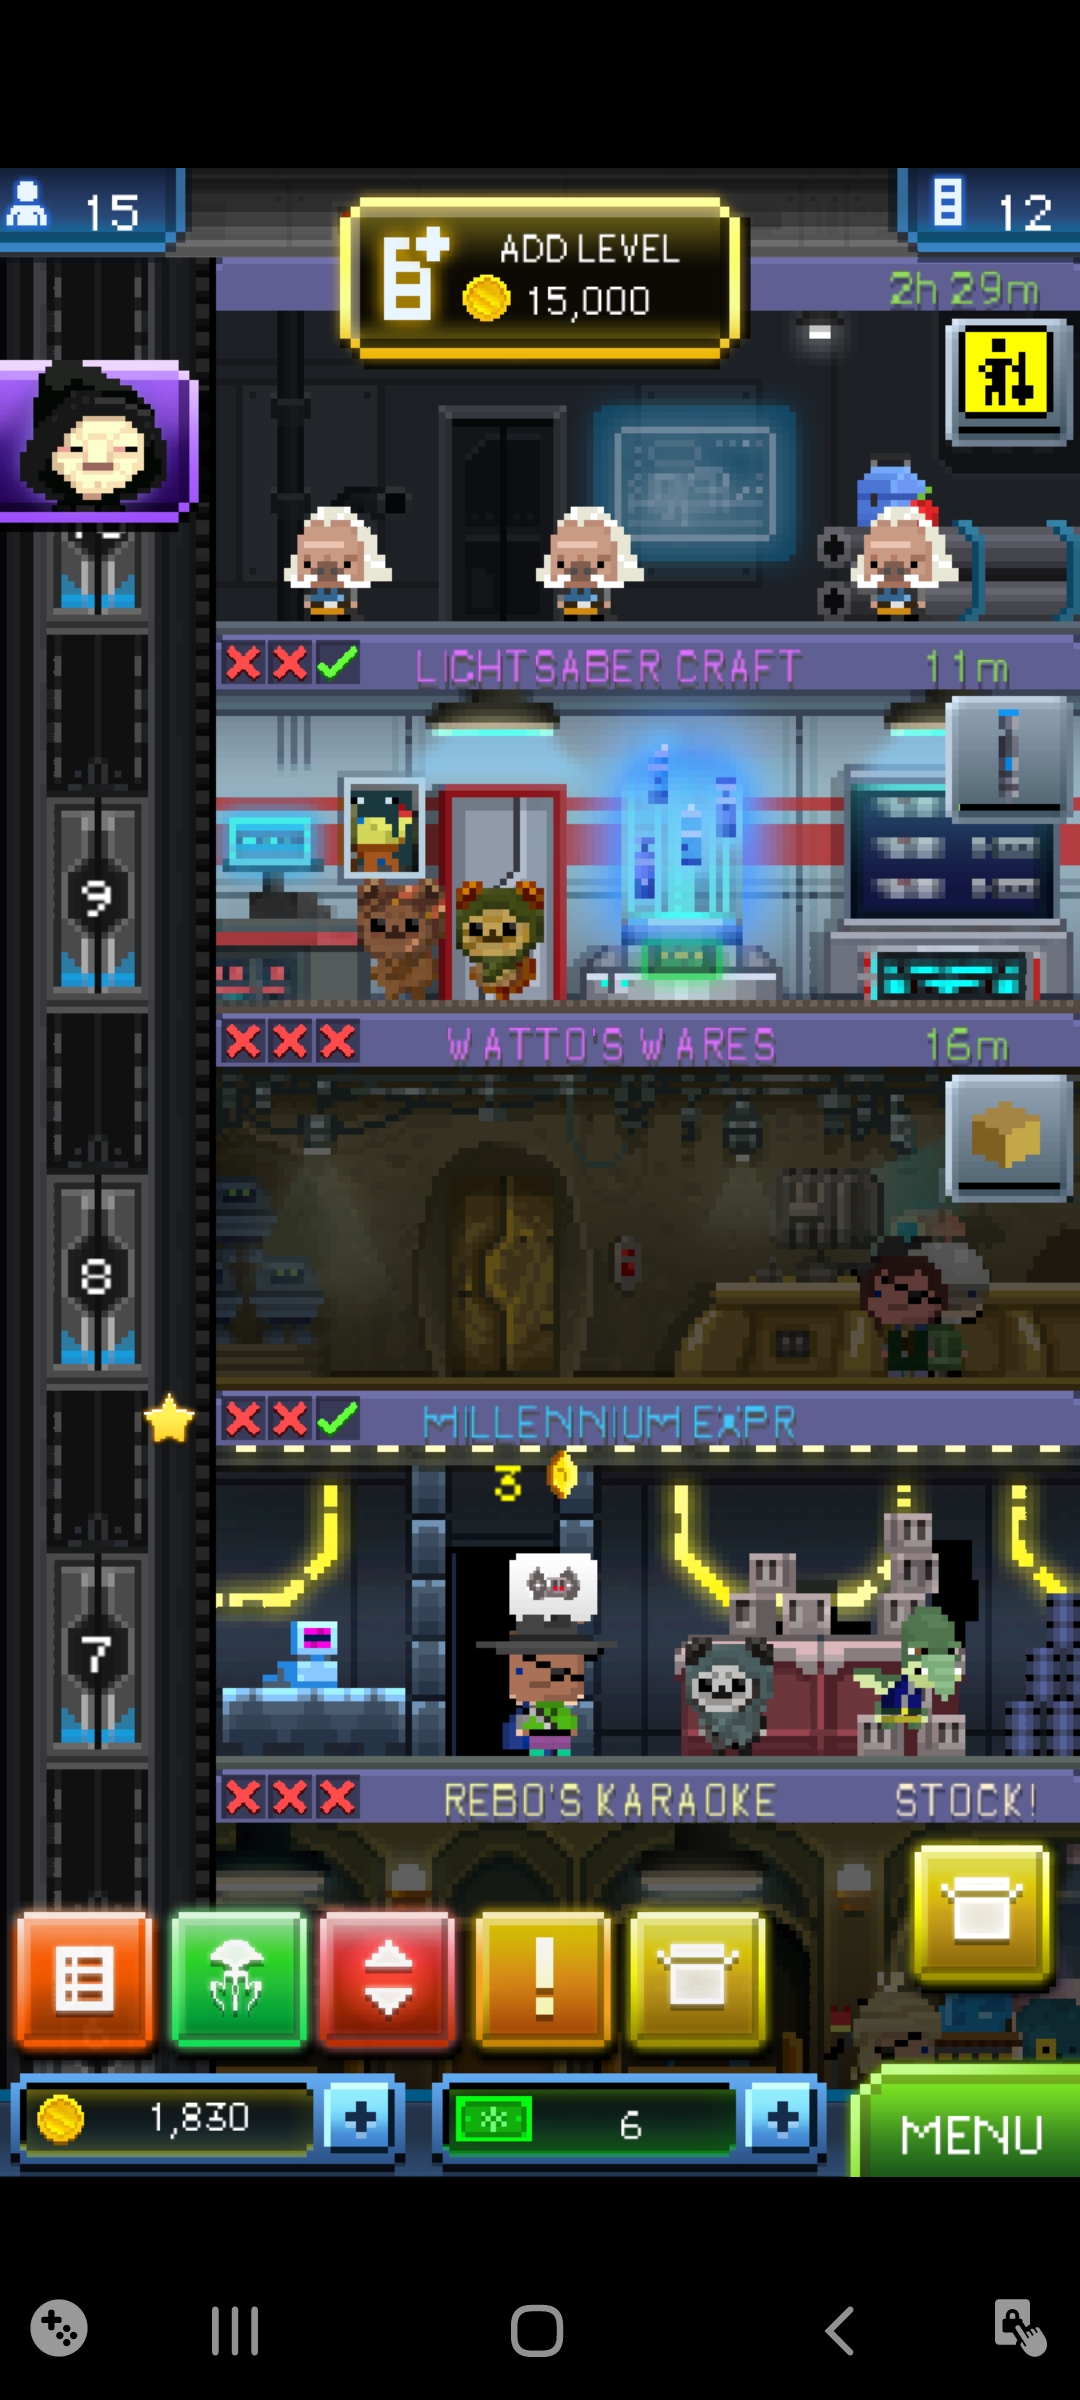 15
ADD LEVEL
15,000
12
2h 29m
LIGHTSABER CRAFT
11m
9
WATTO'S WARES
16m
8
MILLENNIUM EXPR
3
7
REBO'S KARAOKE
STOCK!
!
1,830
6
MENU